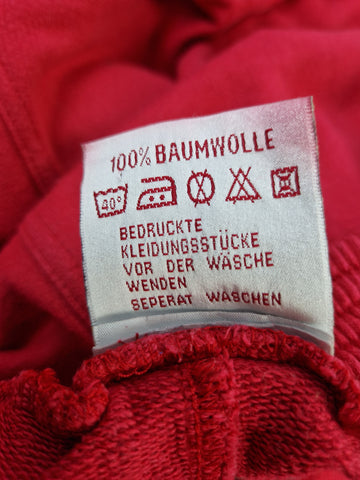 100% BAUMWOLLE
40°
BEDRUCKTE
KLEIDUNGSSTÜCKE
VOR DER WÄSCHE
WENDEN
SEPERAT WASCHEN